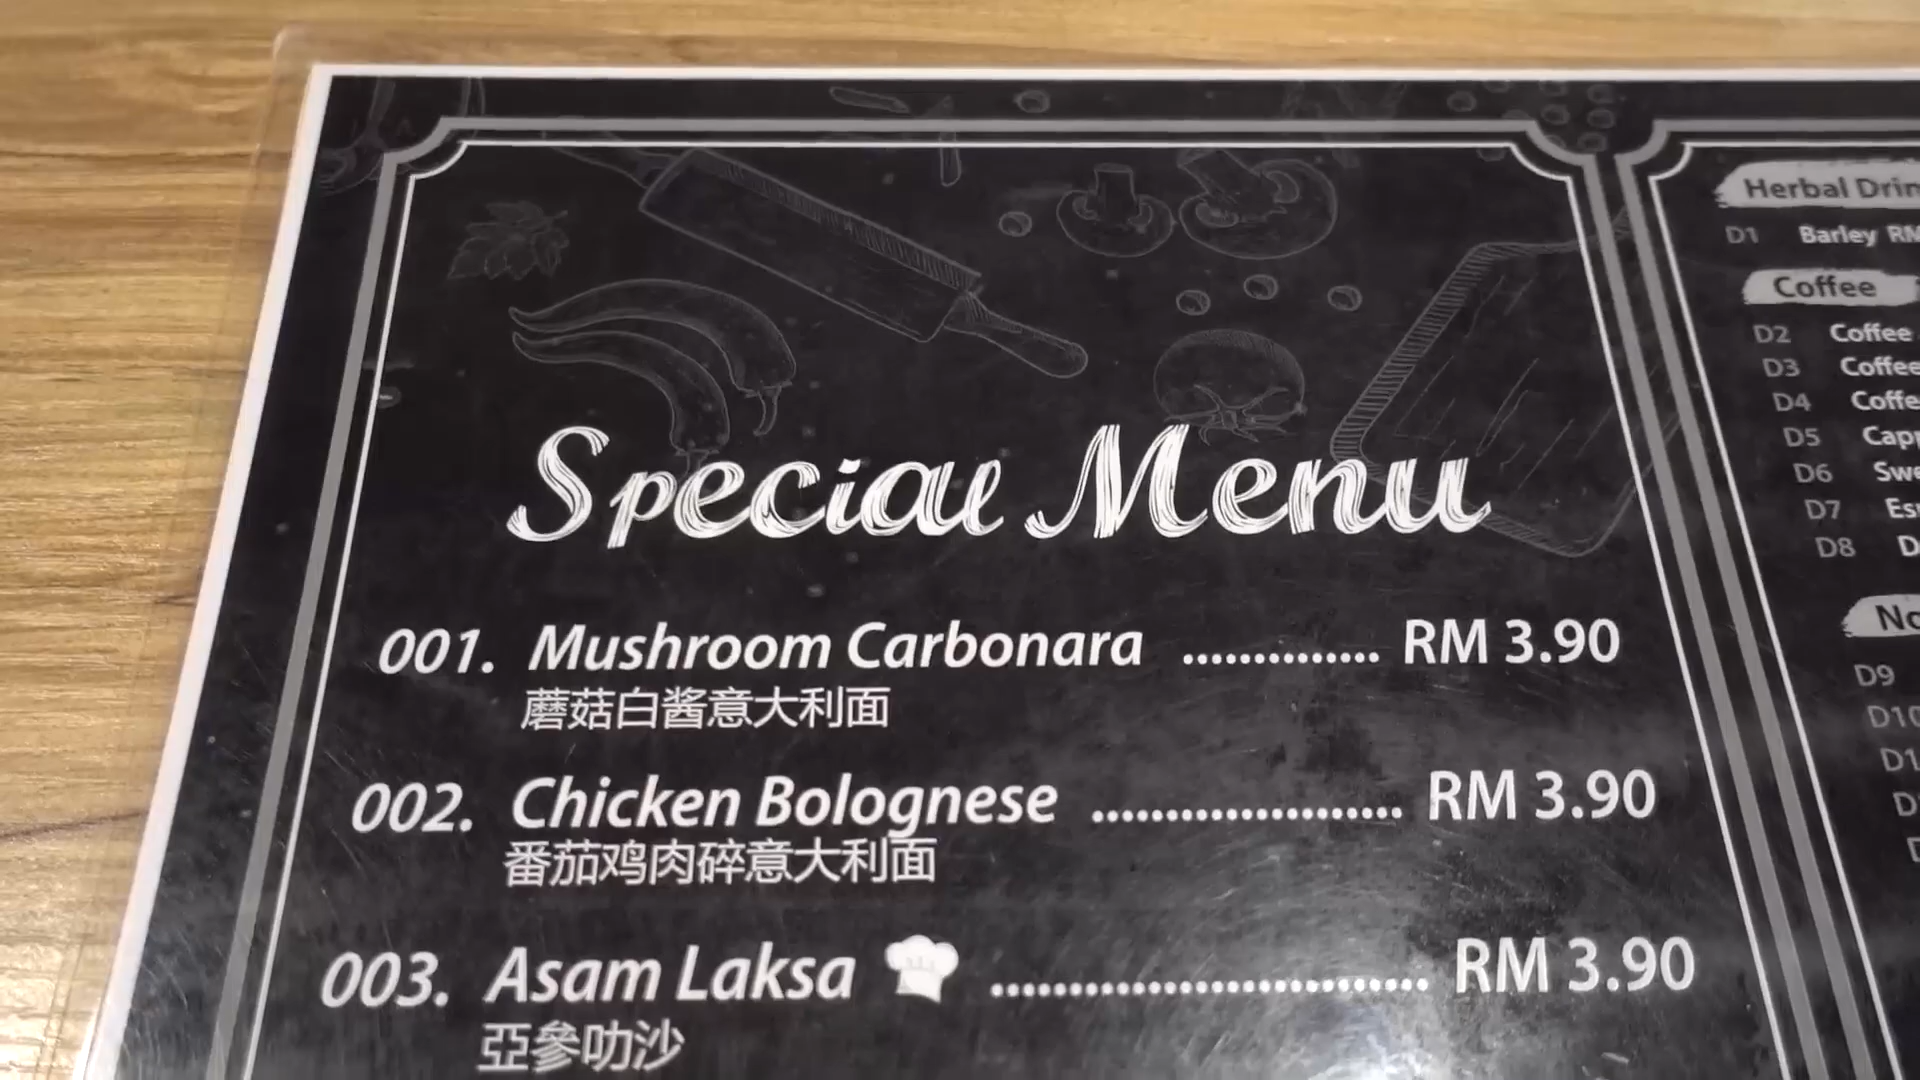 Special Menu
001. Mushroom Carbonara .............. RM 3.90
蘑菇白酱意大利面
002. Chicken Bolognese .................... RM 3.90
番茄鸡肉碎意大利面
003. Asam Laksa ............................ RM 3.90
亞參叻沙
Herbal
D1 Barley RM
Coffee
D2 Coffee
D3 Coffee
D4
D5
D6
D7
D8
D9